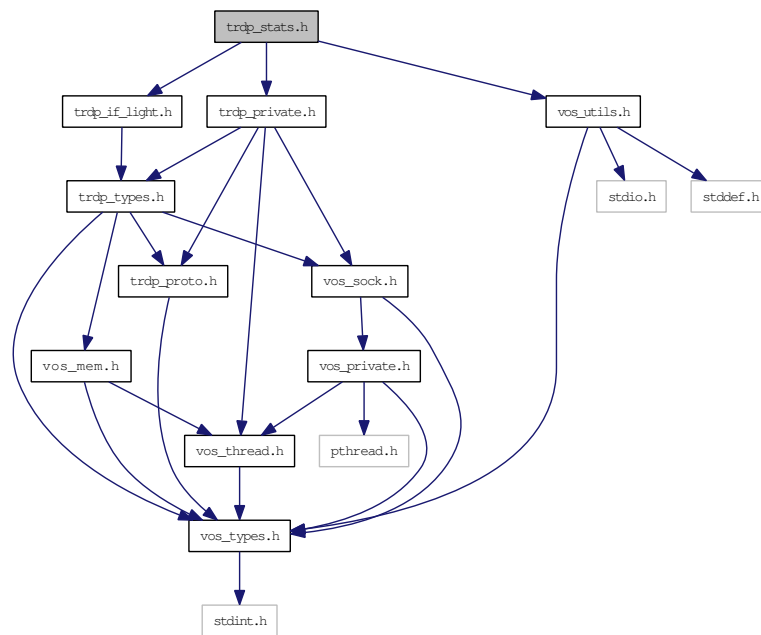 trdp_stats.h
trdp_if_light.h
trdp_private.h
vos_utils.h
trdp_types.h
stdio.h
stddef.h
trdp_proto.h
vos_sock.h
vos_mem.h
vos_private.h
vos_thread.h
pthread.h
vos_types.h
stdint.h